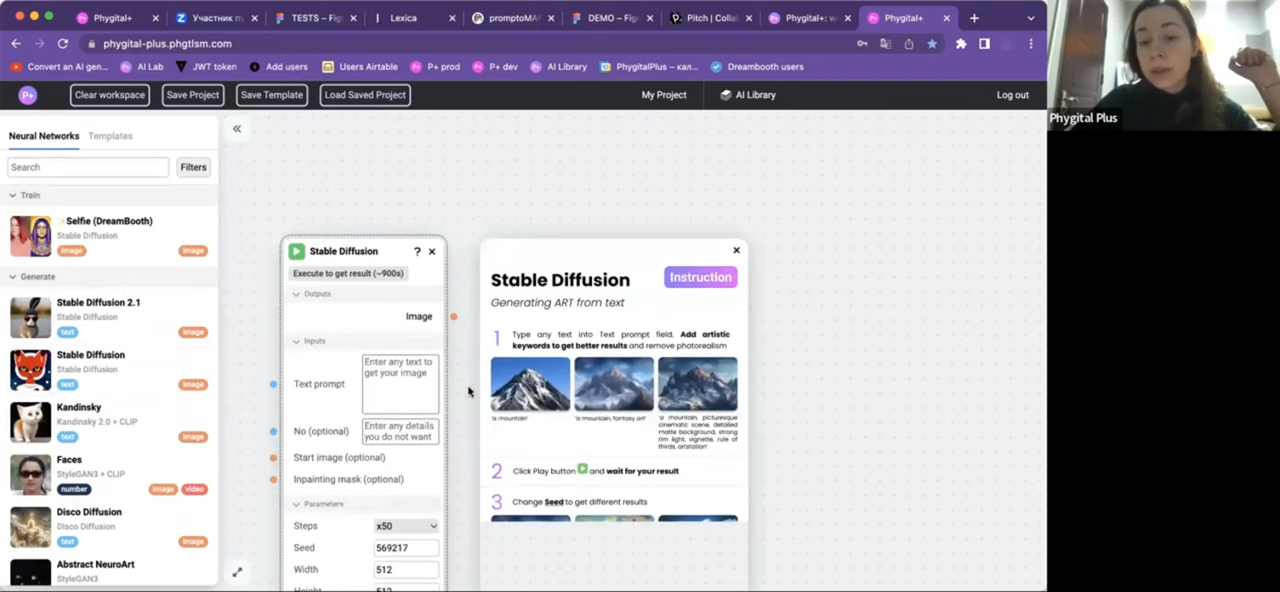 Phygital+
Участник п
TESTS – Fig
Lexica
promptoMA
DEMO – Fig
Pitch | Colla
Phygital+: w
Phygital+
phygital-plus.phgtlsm.com
Convert an AI gen...
AI Lab
JWT token
Add users
Users Airtable
P+ prod
P+ dev
AI Library
PhygitalPlus – кал...
Dreambooth users
P+
Clear workspace
Save Project
Save Template
Load Saved Project
My Project
AI Library
Log out
Phygital Plus
Neural Networks
Templates
Search
Filters
Train
Selfie (DreamBooth)
Stable Diffusion
image
image
Generate
Stable Diffusion 2.1
Stable Diffusion
text
image
Stable Diffusion
Stable Diffusion
text
image
Kandinsky
Kandinsky 2.0 + CLIP
text
image
Faces
StyleGAN3 + CLIP
number
image
video
Disco Diffusion
Disco Diffusion
text
image
Abstract NeuroArt
StyleGAN3
Stable Diffusion
?
Execute to get result (~900s)
Outputs
Image
Inputs
Text prompt
Enter any text to
get your image
No (optional)
Enter any details
you do not want
Start image (optional)
Inpainting mask (optional)
Parameters
Steps
x50
Seed
569217
Width
512
Height
512
Stable Diffusion
Instruction
Generating ART from text
1
Type any text into Text prompt field. Add artistic
keywords to get better results and remove photorealism
'a mountain'
'a mountain, fantasy art'
'a mountain, picturesque
cinematic scene, detailed
matte background, strong
rim light, vignette, rule of
thirds, artstation'
2
Click Play button and wait for your result
3
Change Seed to get different results